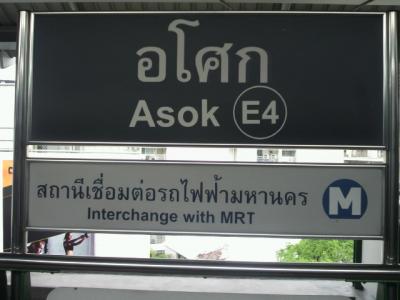 อโศก
Asok E4
สถานีเชื่อมต่อรถไฟฟ้ามหานคร
Interchange with MRT
M